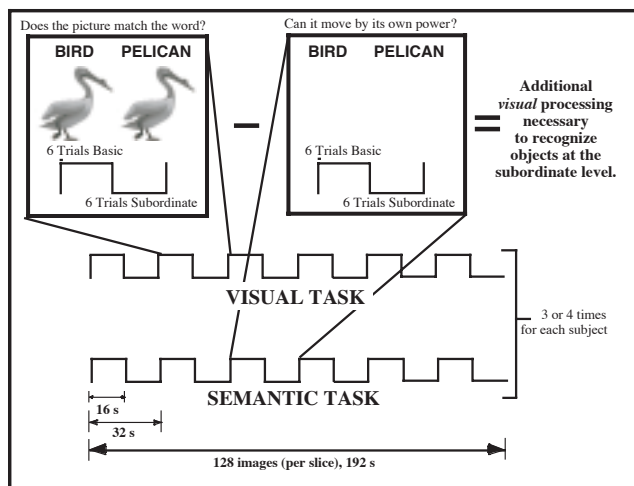 Does the picture match the word?
Can it move by its own power?
BIRD PELICAN
BIRD PELICAN
6 Trials Basic
6 Trials Subordinate
6 Trials Basic
6 Trials Subordinate
Additional
visual processing
necessary
to recognize
objects at the
subordinate level.
VISUAL TASK
3 or 4 times
for each subject
SEMANTIC TASK
16 s
32 s
128 images (per slice), 192 s